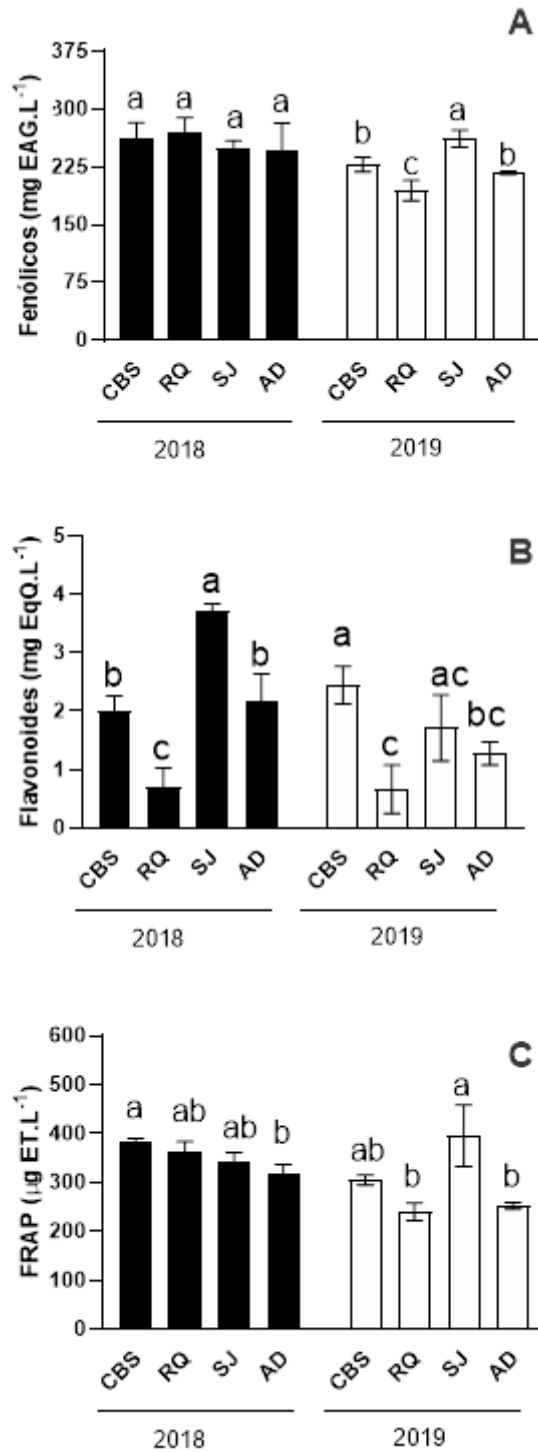 A
Fenólicos (mg EAG.L-1)
375
300
225
150
75
0
a a a a b c a b
CBS RQ SJ AD CBS RQ SJ AD
2018 2019
B
Flavonoides (mg EqQ.L-1)
5
4
3
2
1
0
b c a b a c ac bc
CBS RQ SJ AD CBS RQ SJ AD
2018 2019
C
FRAP (µg ET.L-1)
600
500
400
300
200
100
0
a ab ab b ab b a b
CBS RQ SJ AD CBS RQ SJ AD
2018 2019